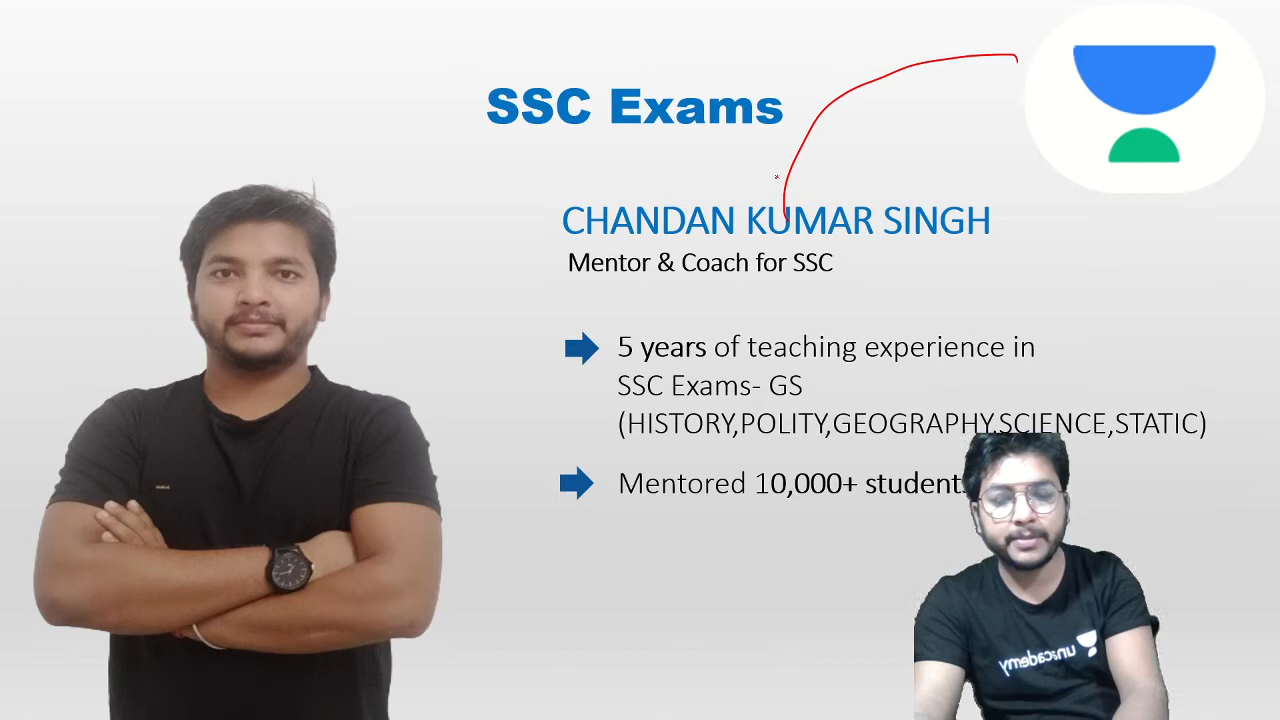 SSC Exams
CHANDAN KUMAR SINGH
Mentor & Coach for SSC
5 years of teaching experience in
SSC Exams- GS
(HISTORY,POLITY,GEOGRAPHY,SCIENCE,STATIC)
Mentored 10,000+ students
unacademy